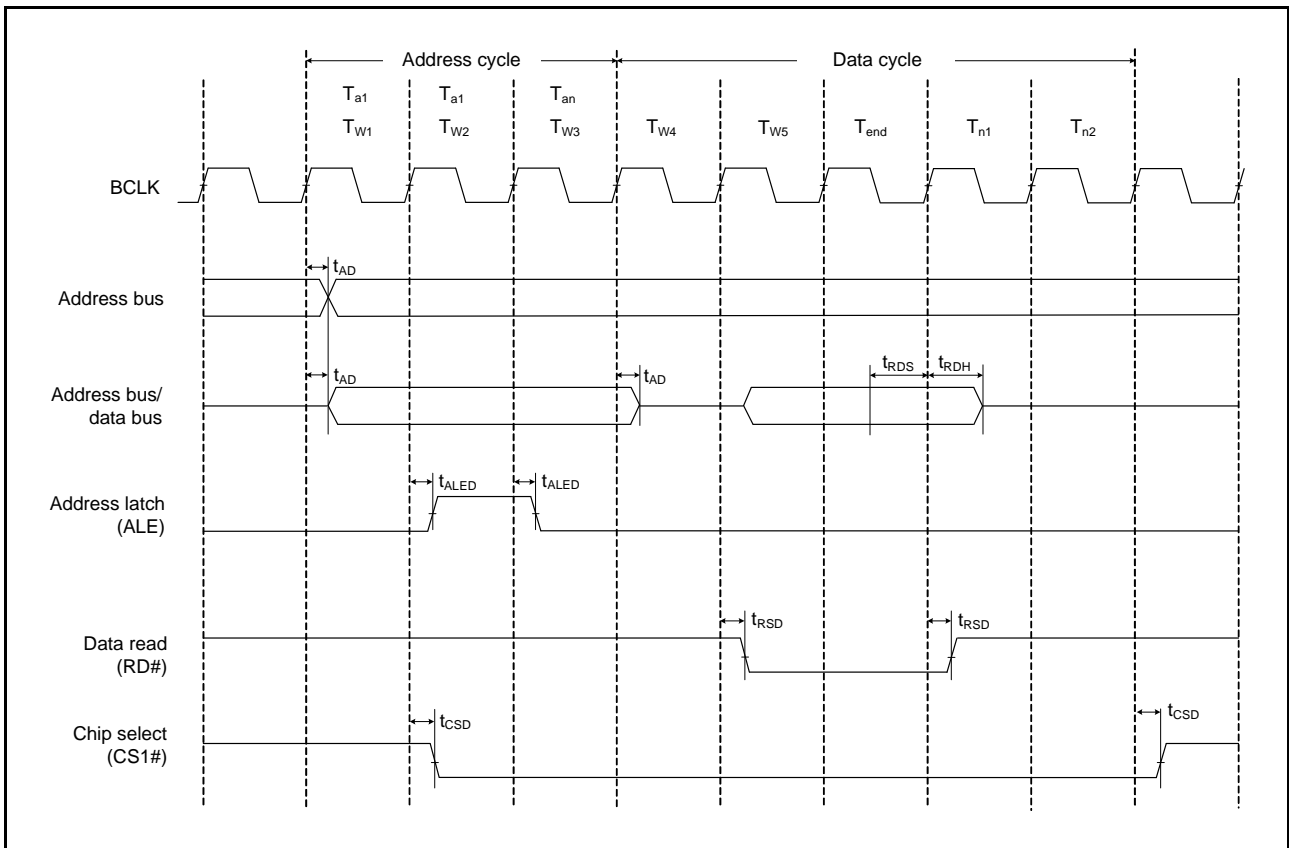 Address cycle Data cycle
Ta1 Ta1 Tan
TW1 TW2 TW3 TW4 TW5 Tend Tn1 Tn2
BCLK
tAD
Address bus
tAD tAD tRDS tRDH
Address bus/
data bus
tALED tALED
Address latch
(ALE)
tRSD tRSD
Data read
(RD#)
tCSD tCSD
Chip select
(CS1#)